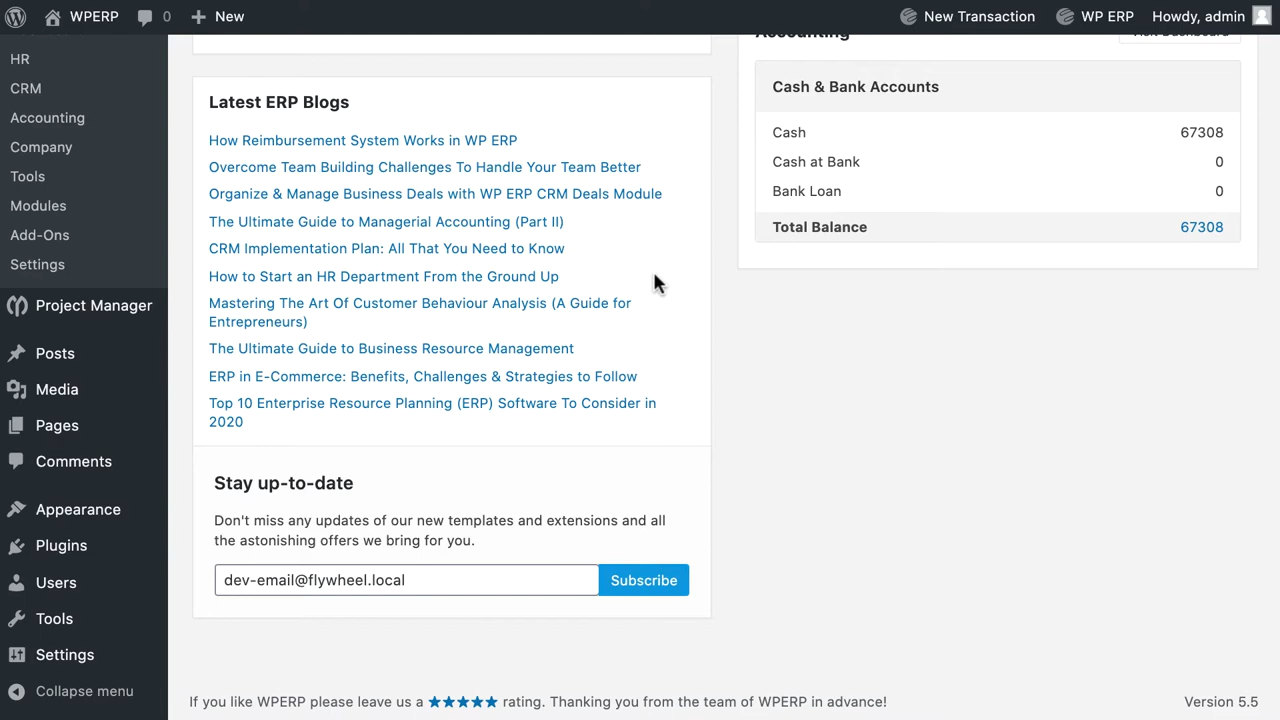 WPERP 0 New New Transaction WP ERP Howdy, admin
HR
CRM
Accounting
Company
Tools
Modules
Add-Ons
Settings
Project Manager
Posts
Media
Pages
Comments
Appearance
Plugins
Users
Tools
Settings
Collapse menu
Latest ERP Blogs
How Reimbursement System Works in WP ERP
Overcome Team Building Challenges To Handle Your Team Better
Organize & Manage Business Deals with WP ERP CRM Deals Module
The Ultimate Guide to Managerial Accounting (Part II)
CRM Implementation Plan: All That You Need to Know
How to Start an HR Department From the Ground Up
Mastering The Art Of Customer Behaviour Analysis (A Guide for
Entrepreneurs)
The Ultimate Guide to Business Resource Management
ERP in E-Commerce: Benefits, Challenges & Strategies to Follow
Top 10 Enterprise Resource Planning (ERP) Software To Consider in
2020
Stay up-to-date
Don't miss any updates of our new templates and extensions and all
the astonishing offers we bring for you.
dev-email@flywheel.local Subscribe
Accounting
Cash & Bank Accounts
Cash 67308
Cash at Bank 0
Bank Loan 0
Total Balance 67308
If you like WPERP please leave us a ★★★★★ rating. Thanking you from the team of WPERP in advance! Version 5.5